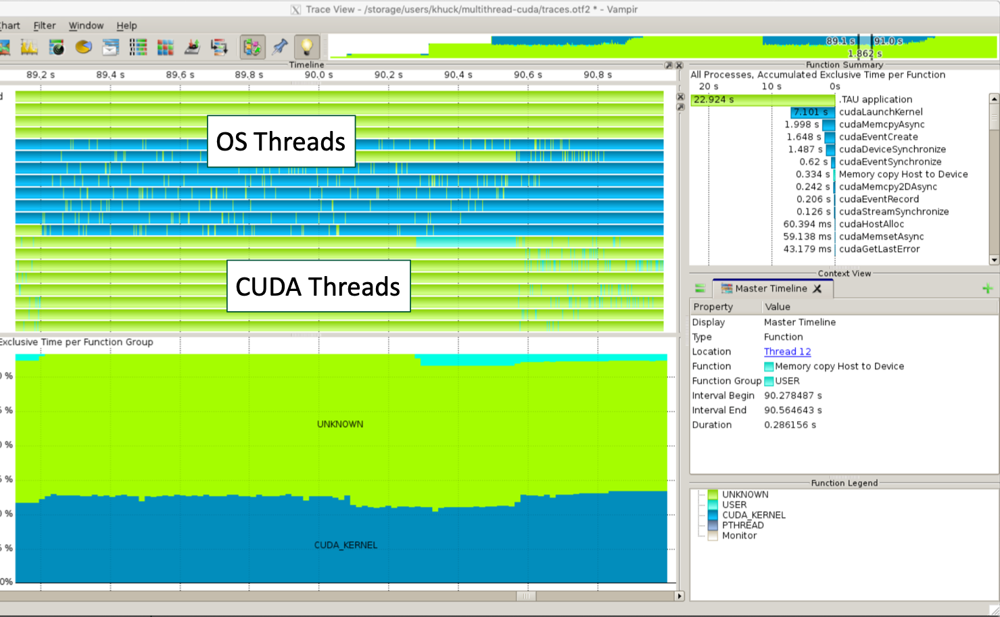 Trace View - /storage/users/khuck/multithread-cuda/traces.otf2 * - Vampir
hart Filter Window Help
89.1 s 91.0 s
1.862 s
Timeline
89.2 s 89.4 s 89.6 s 89.8 s 90.0 s 90.2 s 90.4 s 90.6 s 90.8 s
d
OS Threads
CUDA Threads
Exclusive Time per Function Group
0 %
5 %
0 %
5 %
0 %
5 %
0%
UNKNOWN
CUDA_KERNEL
Function Summary
All Processes, Accumulated Exclusive Time per Function
20 s 10 s 0s
22.924 s .TAU application
7.101 s cudaLaunchKernel
1.998 s cudaMemcpyAsync
1.648 s cudaEventCreate
1.487 s cudaDeviceSynchronize
0.62 s cudaEventSynchronize
0.334 s Memory copy Host to Device
0.242 s cudaMemcpy2DAsync
0.206 s cudaEventRecord
0.126 s cudaStreamSynchronize
60.394 ms cudaHostAlloc
59.138 ms cudaMemsetAsync
43.179 ms cudaGetLastError
Context View
Master Timeline
Property Value
Display Master Timeline
Type Function
Location Thread 12
Function Memory copy Host to Device
Function Group USER
Interval Begin 90.278487 s
Interval End 90.564643 s
Duration 0.286156 s
Function Legend
UNKNOWN
USER
CUDA_KERNEL
PTHREAD
Monitor